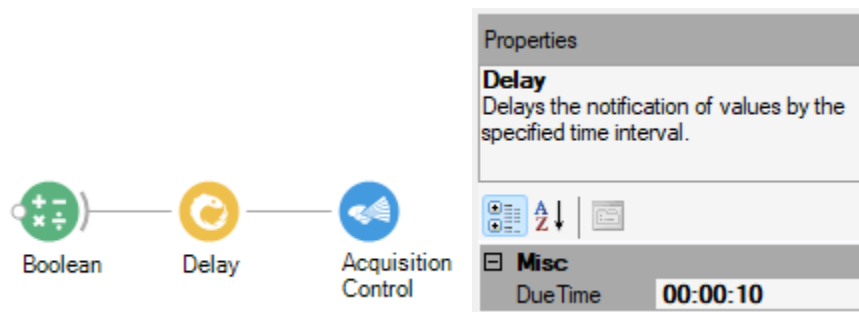 Properties
Delay
Delays the notification of values by the
specified time interval.
A
Z
Misc
DueTime 00:00:10
Boolean
Delay
Acquisition
Control